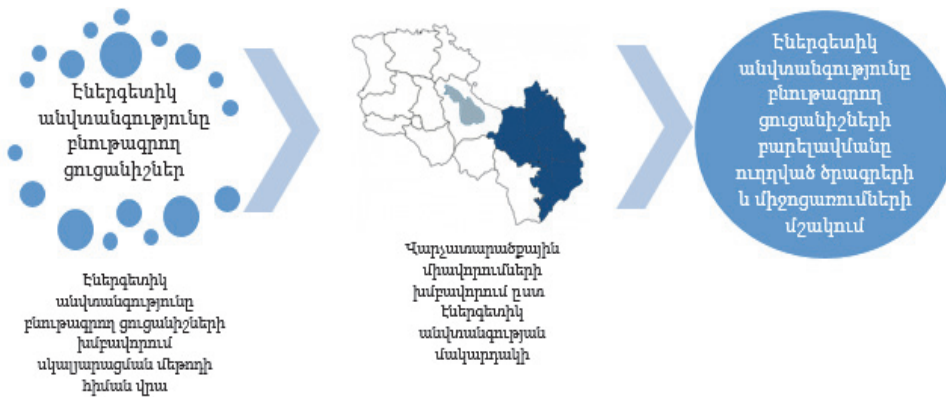 Էներգետիկ
անվտանգությունը
բնութագրող
ցուցանիշներ
Էներգետիկ
անվտանգությունը
բնութագրող ցուցանիշների
խմբավորում
սկալյարացման մեթոդի
հիման վրա
Վարչատարածքային
միավորումների
խմբավորում ըստ
էներգետիկ
անվտանգության
մակարդակի
Էներգետիկ
անվտանգությունը
բնութագրող
ցուցանիշների
բարելավմանը
ուղղված ծրագրերի
և միջոցառումների
մշակում